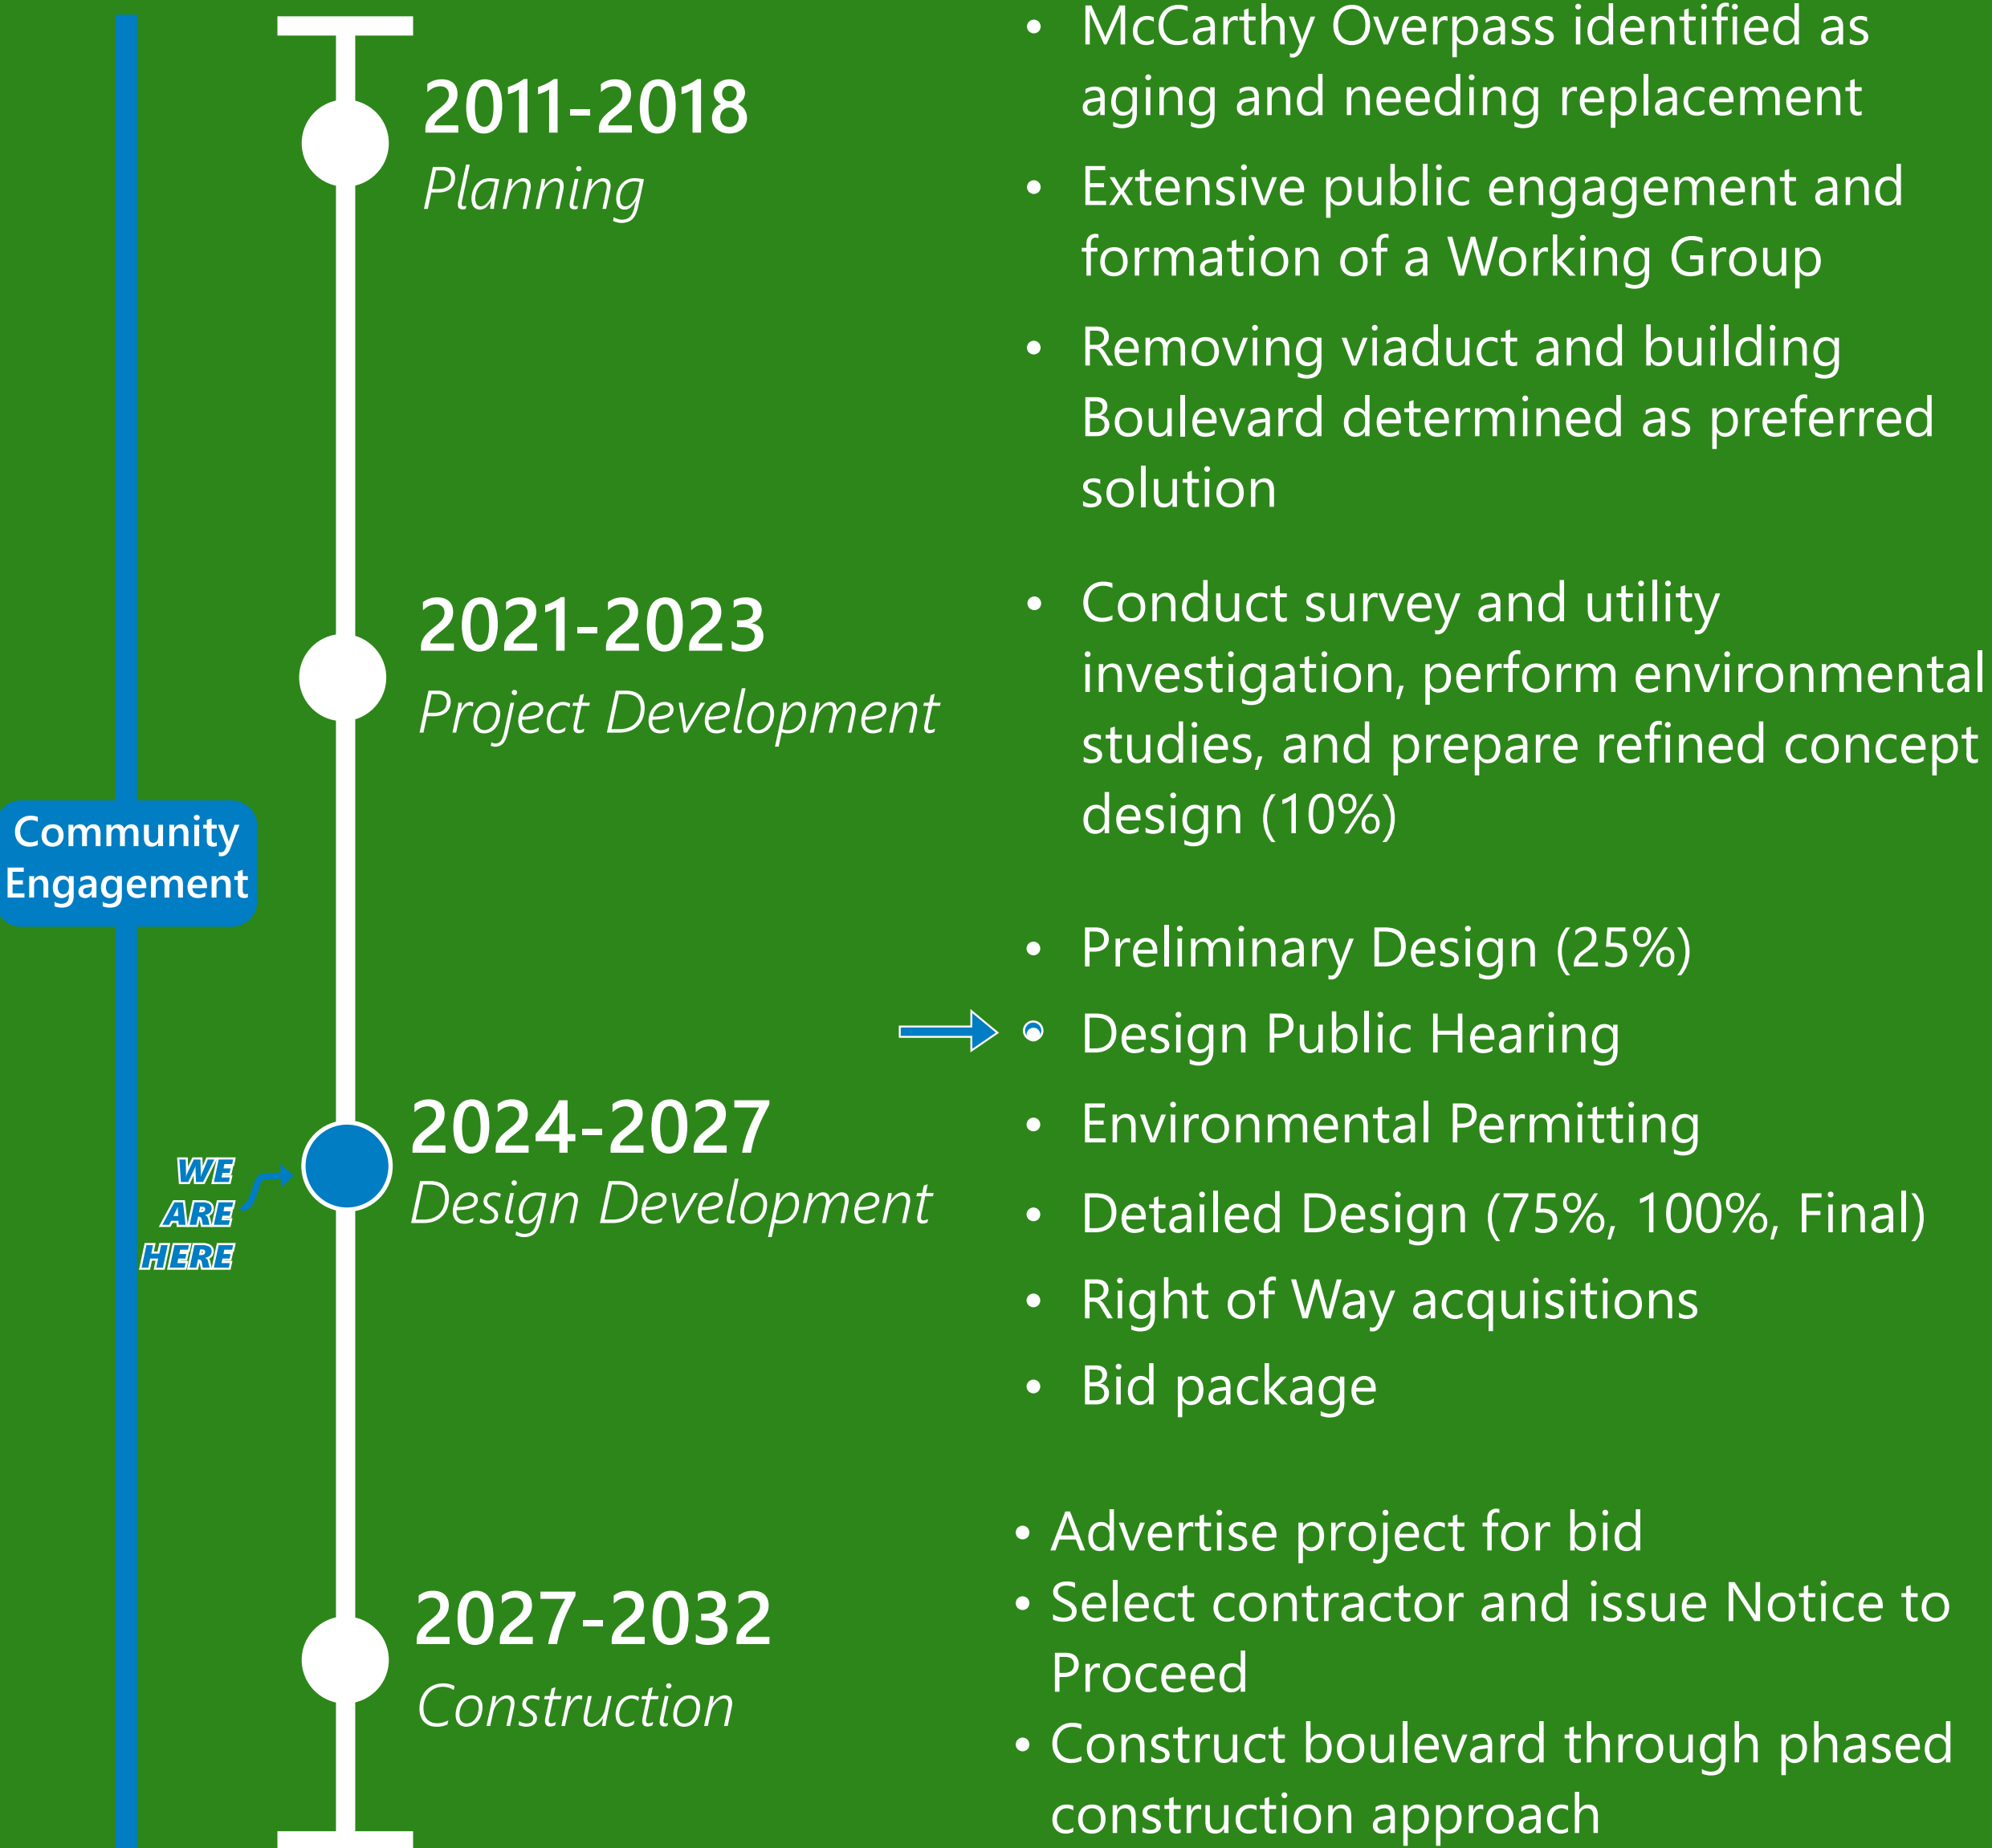 2011-2018
Planning
• McCarthy Overpass identified as
aging and needing replacement
• Extensive public engagement and
formation of a Working Group
• Removing viaduct and building
Boulevard determined as preferred
solution
2021-2023
Project Development
• Conduct survey and utility
investigation, perform environmental
studies, and prepare refined concept
design (10%)
Community
Engagement
WE
ARE
HERE
2024-2027
Design Development
• Preliminary Design (25%)
• Design Public Hearing
• Environmental Permitting
• Detailed Design (75%, 100%, Final)
• Right of Way acquisitions
• Bid package
2027-2032
Construction
• Advertise project for bid
• Select contractor and issue Notice to
Proceed
• Construct boulevard through phased
construction approach